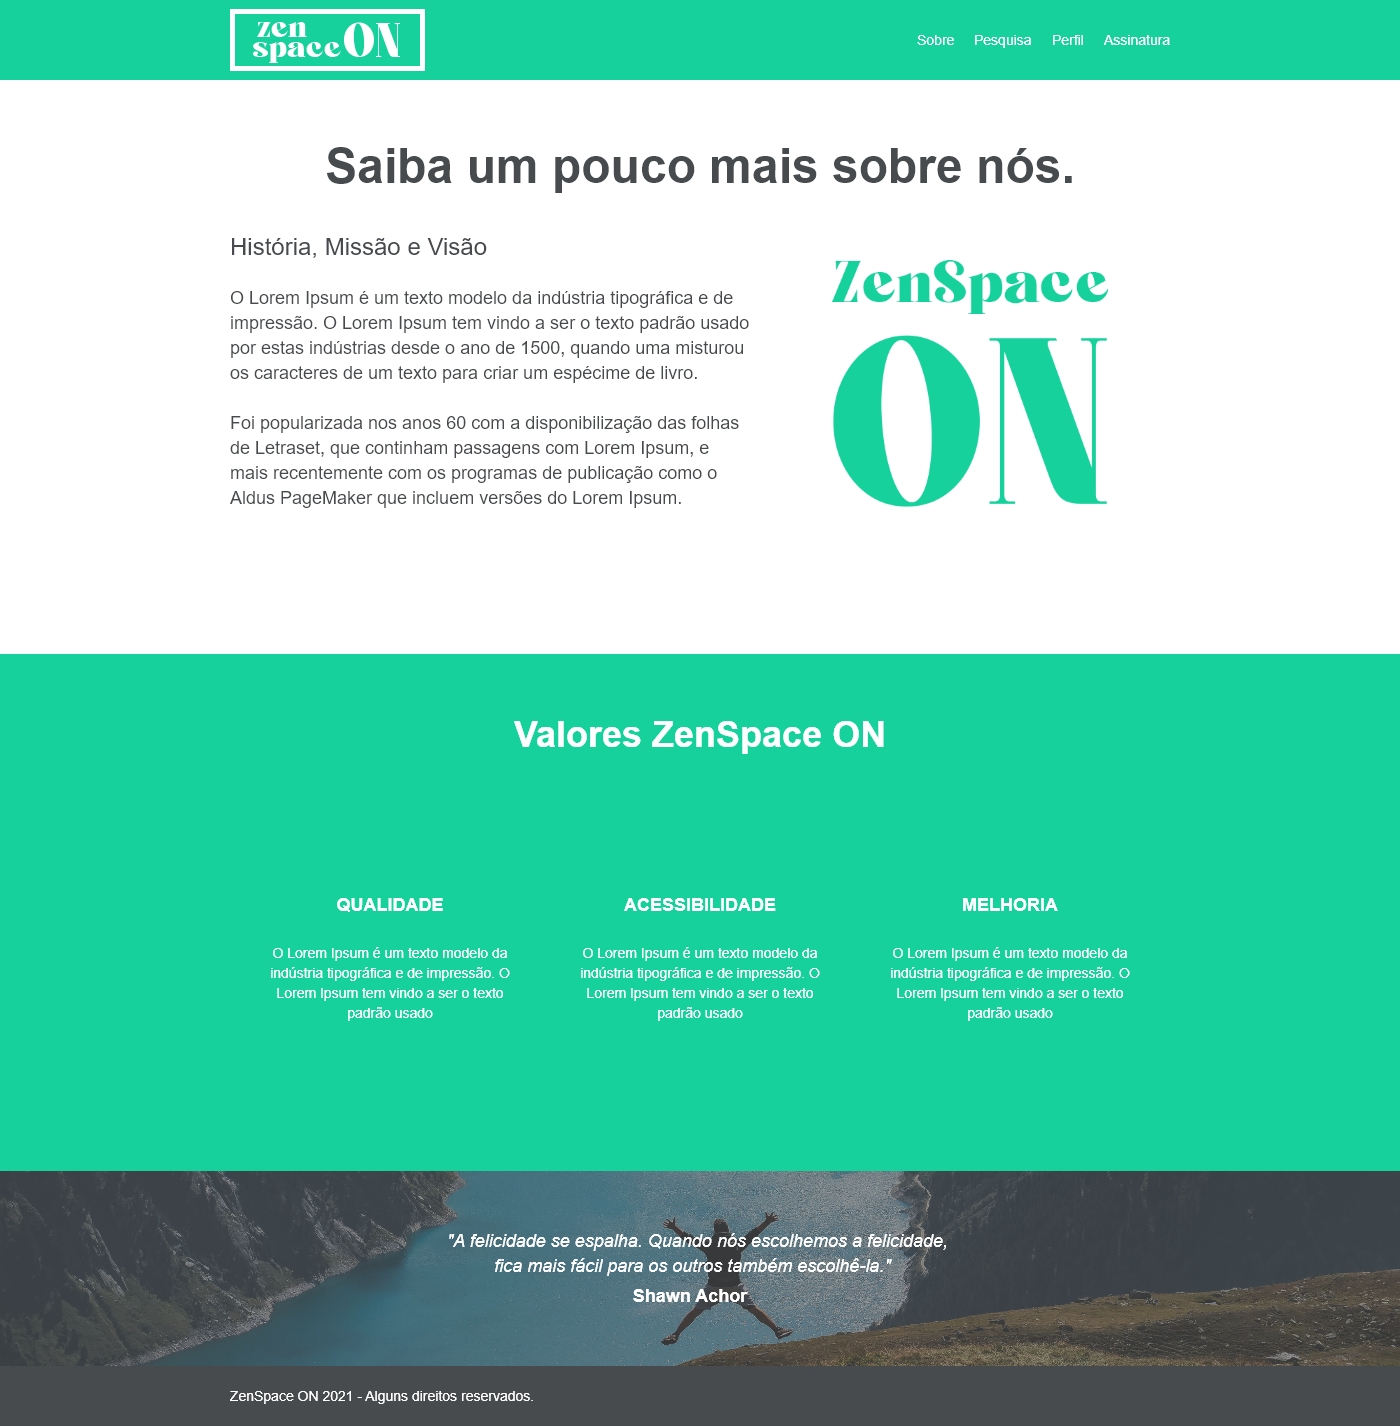 zen
space ON
Sobre Pesquisa Perfil Assinatura
Saiba um pouco mais sobre nós.
História, Missão e Visão
O Lorem Ipsum é um texto modelo da indústria tipográfica e de
impressão. O Lorem Ipsum tem vindo a ser o texto padrão usado
por estas indústrias desde o ano de 1500, quando uma misturou
os caracteres de um texto para criar um espécime de livro.
Foi popularizada nos anos 60 com a disponibilização das folhas
de Letraset, que continham passagens com Lorem Ipsum, e
mais recentemente com os programas de publicação como o
Aldus PageMaker que incluem versões do Lorem Ipsum.
ZenSpace
ON
Valores ZenSpace ON
QUALIDADE
O Lorem Ipsum é um texto modelo da
indústria tipográfica e de impressão. O
Lorem Ipsum tem vindo a ser o texto
padrão usado
ACESSIBILIDADE
O Lorem Ipsum é um texto modelo da
indústria tipográfica e de impressão. O
Lorem Ipsum tem vindo a ser o texto
padrão usado
MELHORIA
O Lorem Ipsum é um texto modelo da
indústria tipográfica e de impressão. O
Lorem Ipsum tem vindo a ser o texto
padrão usado
"A felicidade se espalha. Quando nós escolhemos a felicidade,
fica mais fácil para os outros também escolhê-la."
Shawn Achor
ZenSpace ON 2021 - Alguns direitos reservados.